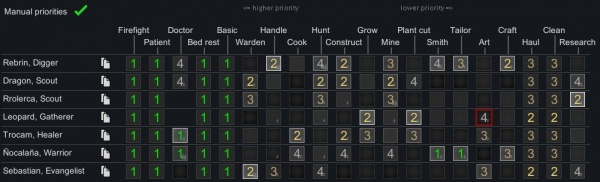 Manual priorities
<= higher priority
lower priority =>
Firefight Doctor Basic Handle Hunt Grow Plant cut Tailor Craft Clean
Patient Bed rest Warden Cook Construct Mine Smith Art Haul Research
Rebrin, Digger 1 1 4 1 1 2 4 2 3 4 3 2 3 3
Dragon, Scout 1 1 4 1 1 2 2 2 3 4 3 3 4
Rrolerca, Scout 1 1 1 1 3 3 3 3 3 2
Leopard, Gatherer 1 1 1 1 2 2 4 2 2
Trocam, Healer 1 1 1 1 1 2 2 3 3 2 3 3 3
Ñocalaña, Warrior 1 1 1 1 1 4 4 4 3 4 1 1 3 3 3
Sebastian, Evangelist 1 1 1 1 2 3 3 2 2 4